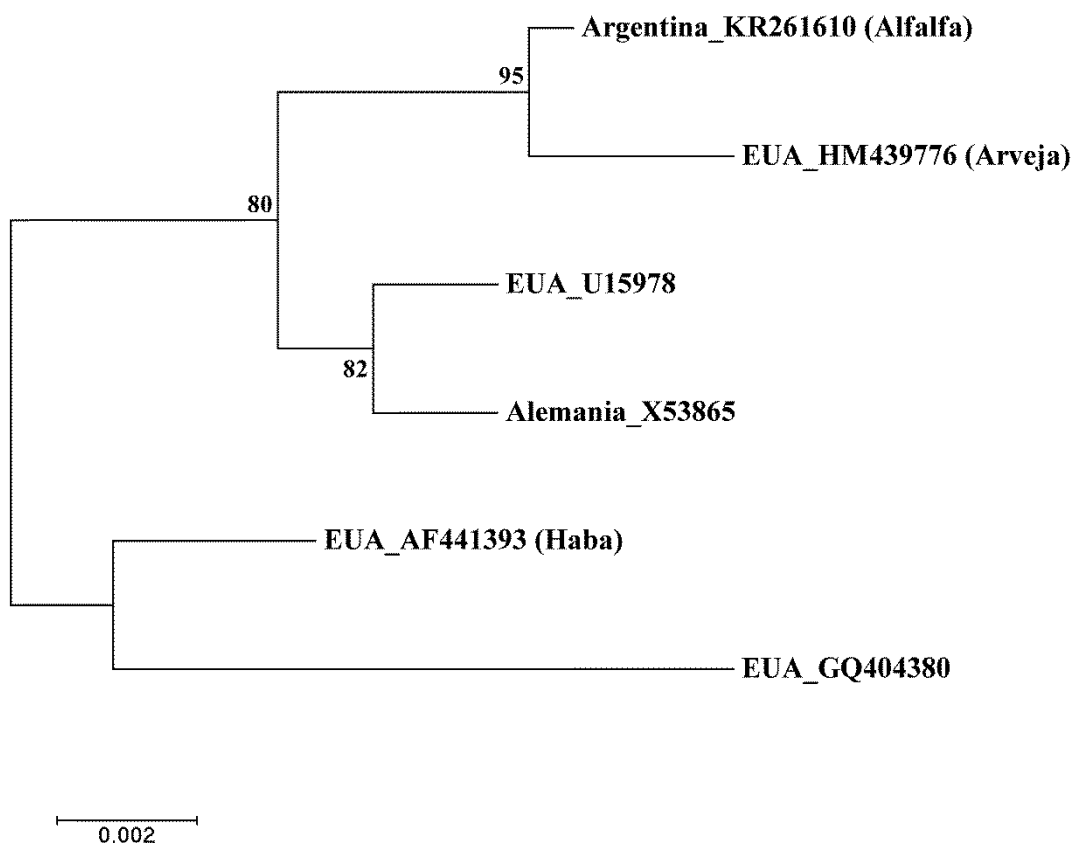 Argentina_KR261610 (Alfalfa)
95
EUA_HM439776 (Arveja)
80
EUA_U15978
82
Alemania_X53865
EUA_AF441393 (Haba)
EUA_GQ404380
0.002